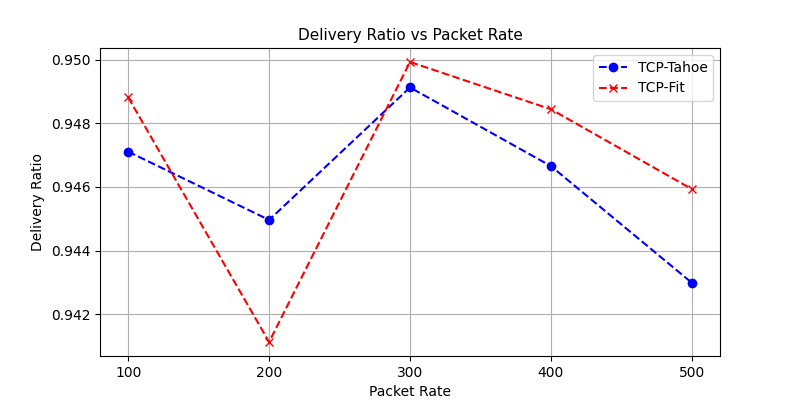 Delivery Ratio vs Packet Rate
TCP-Tahoe
TCP-Fit
Delivery Ratio
0.950
0.948
0.946
0.944
0.942
100 200 300 400 500
Packet Rate